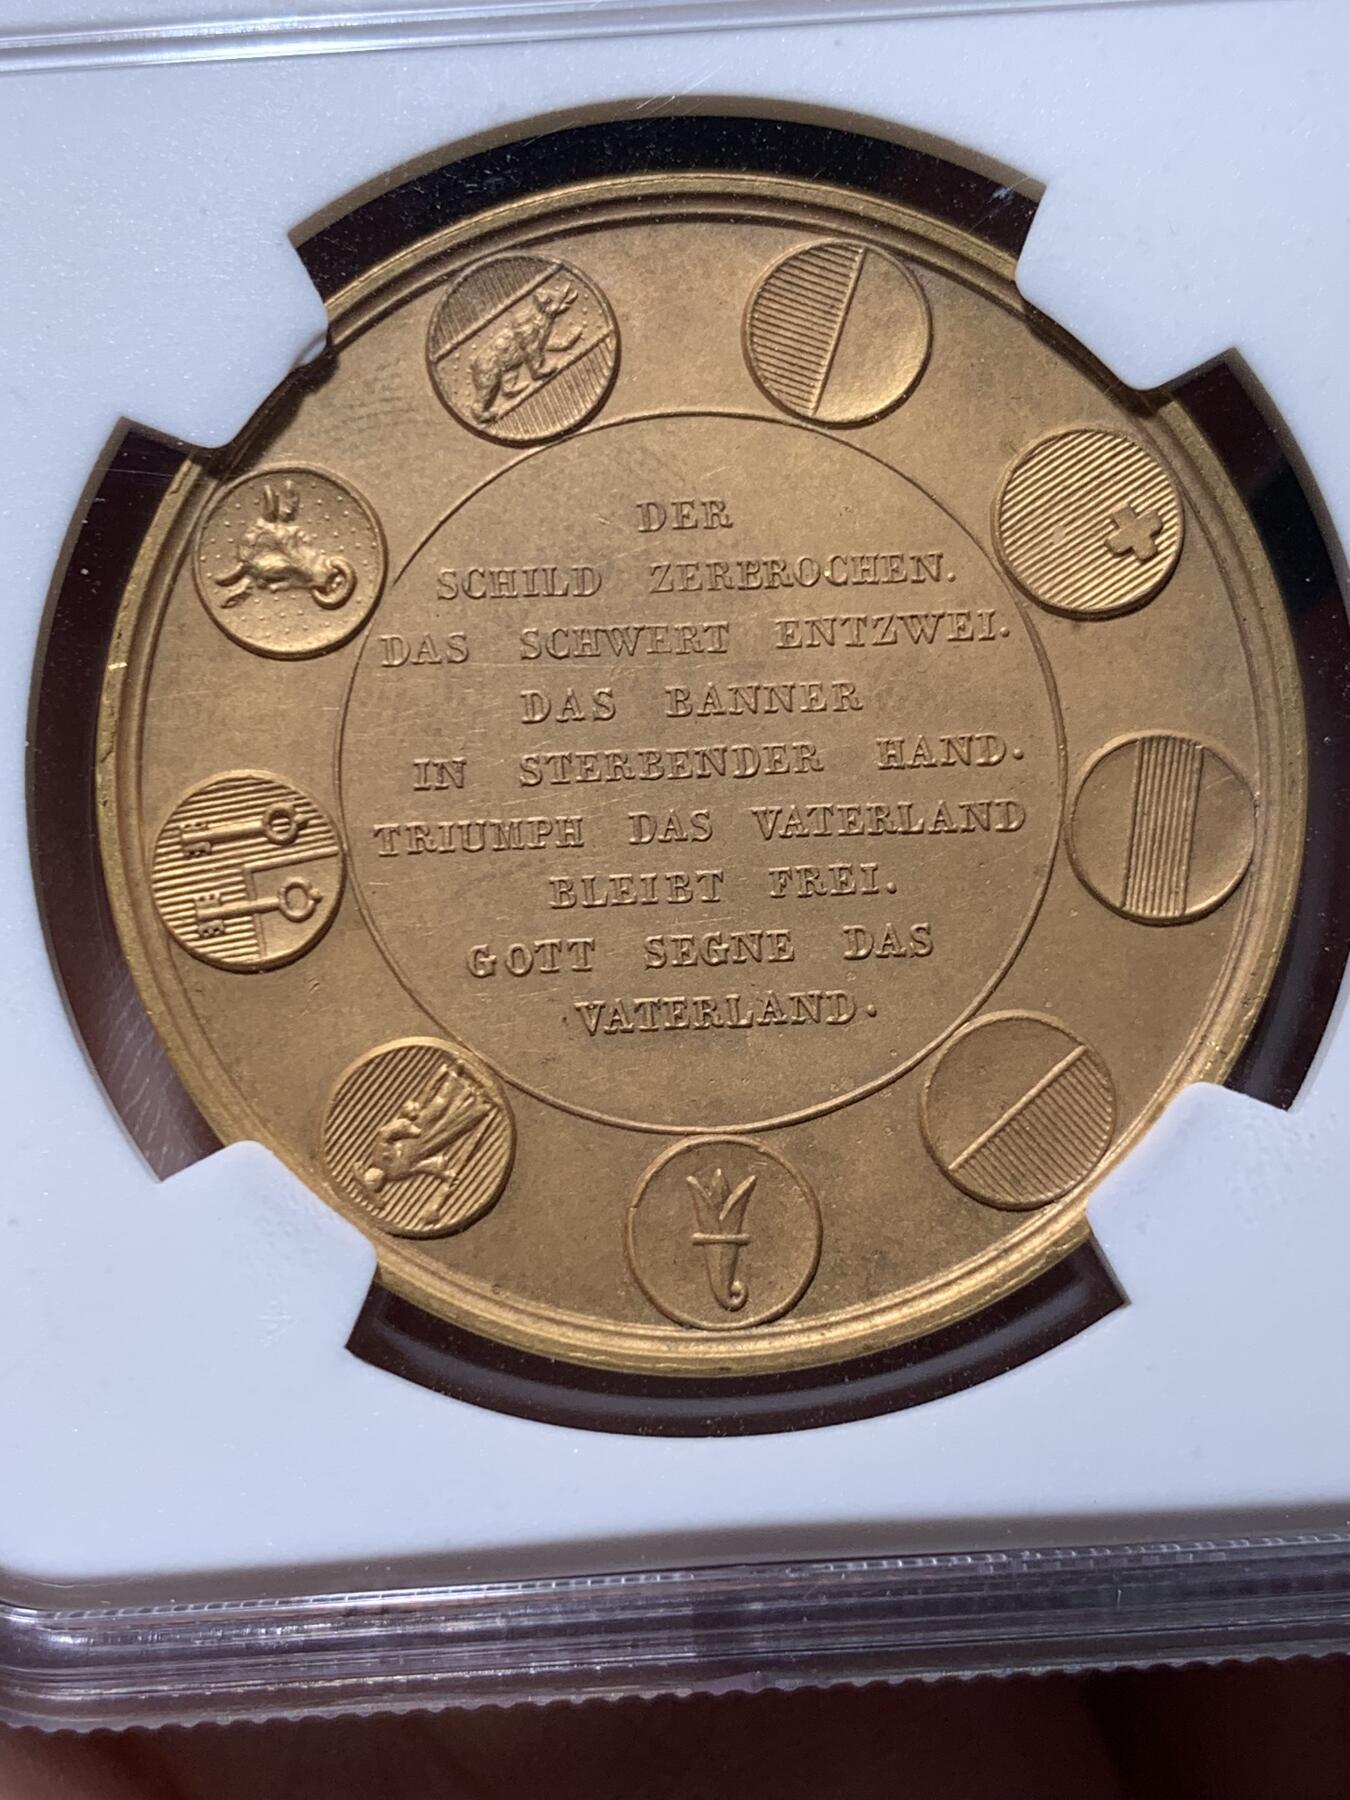 DER
SCHILD ZERBROCHEN.
DAS SCHWERT ENTZWEI.
DAS BANNER
IN STERBENDER HAND.
TRIUMPH DAS VATERLAND
BLEIBT FREI.
GOTT SEGNE DAS
VATERLAND.